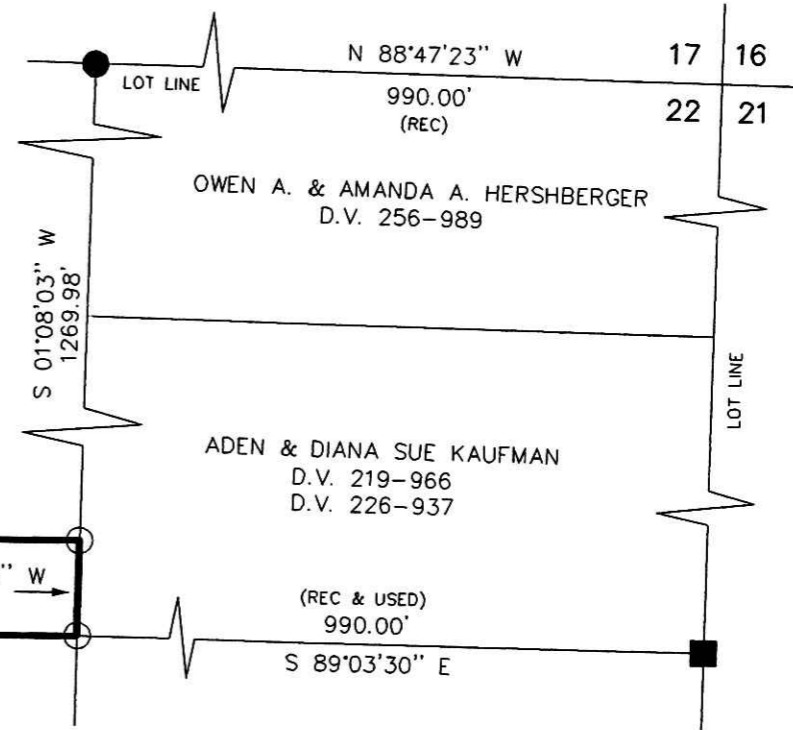 N 88°47'23" W
17 16
LOT LINE
990.00'
(REC)
22 21
OWEN A. & AMANDA A. HERSHBERGER
D.V. 256-989
S 01°08'03" W
1269.98'
LOT LINE
ADEN & DIANA SUE KAUFMAN
D.V. 219-966
D.V. 226-937
" W
(REC & USED)
990.00'
S 89°03'30" E